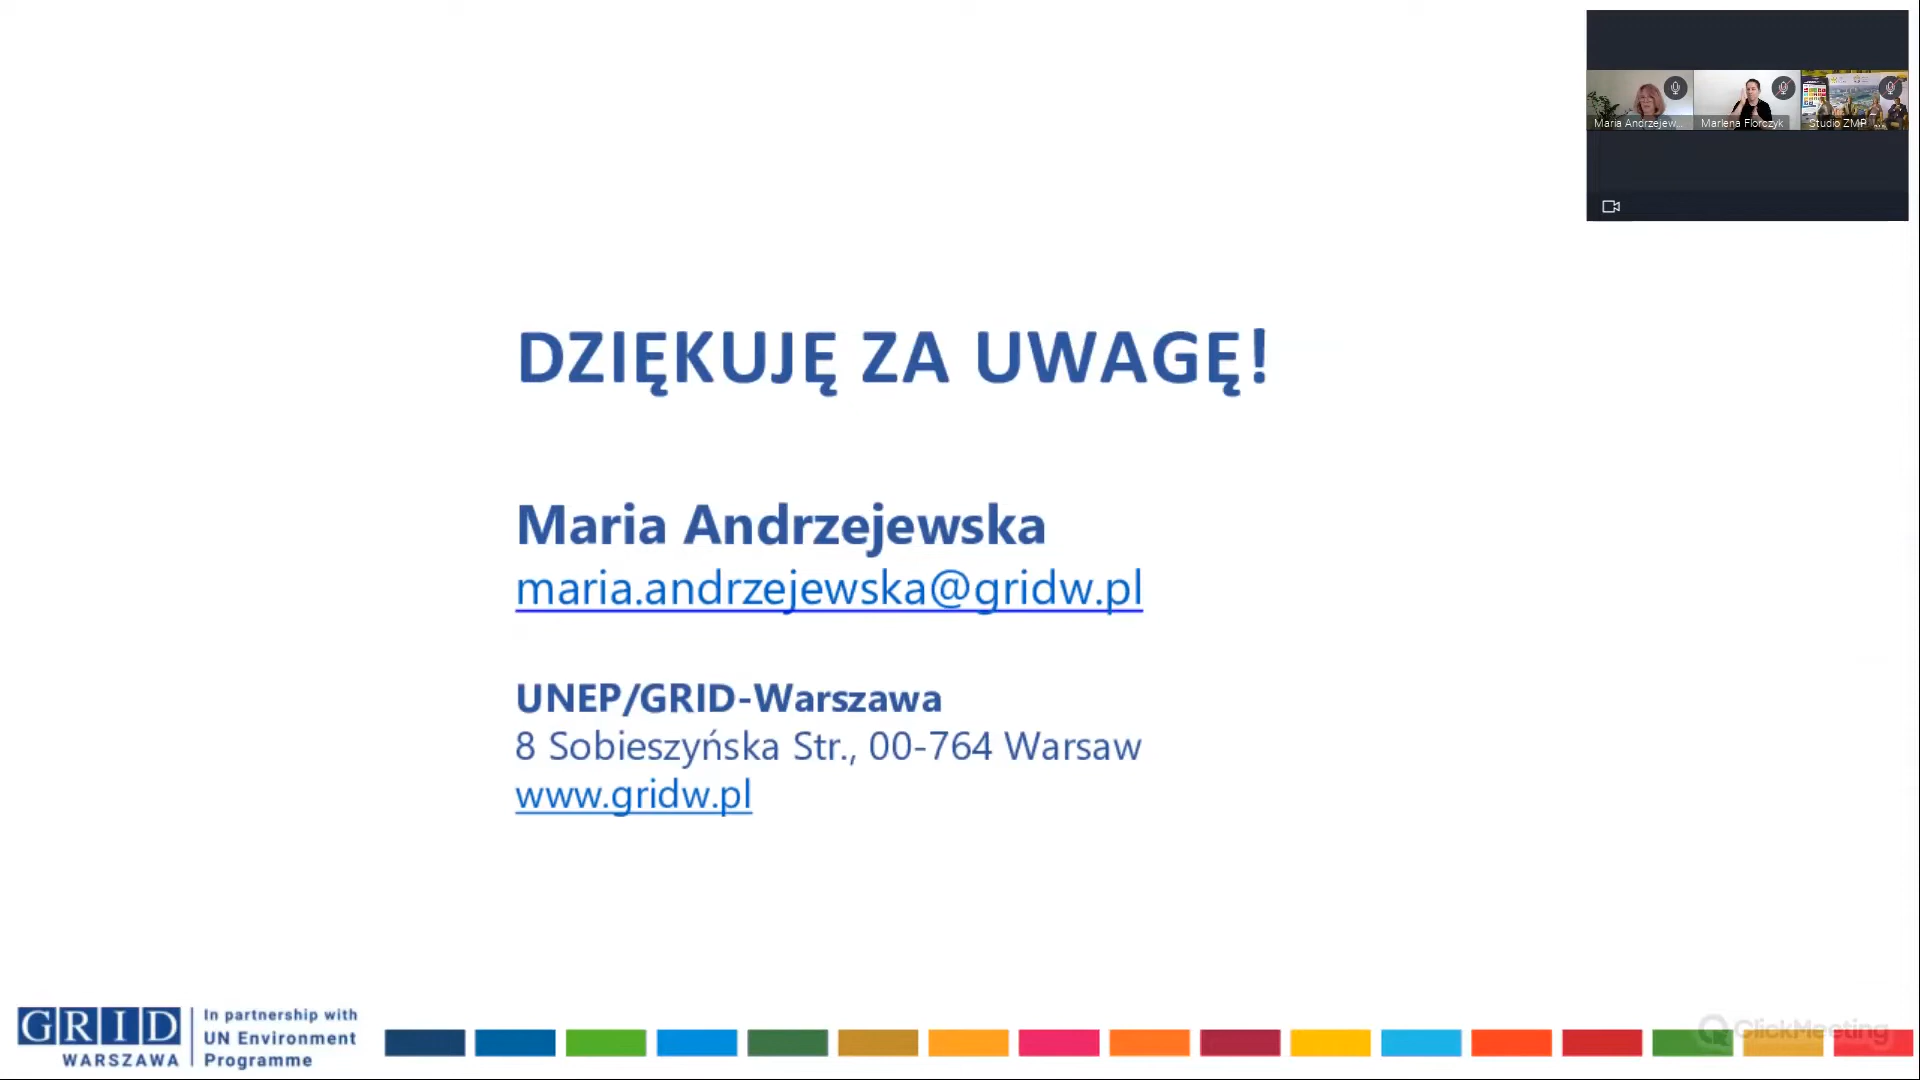 Maria Andrzejew...
Marlena Florczyk
Studio ZMP ...
DZIĘKUJĘ ZA UWAGĘ!
Maria Andrzejewska
maria.andrzejewska@gridw.pl
UNEP/GRID-Warszawa
8 Sobieszyńska Str., 00-764 Warsaw
www.gridw.pl
GRID
WARSZAWA
In partnership with
UN Environment
Programme
ClickMeeting